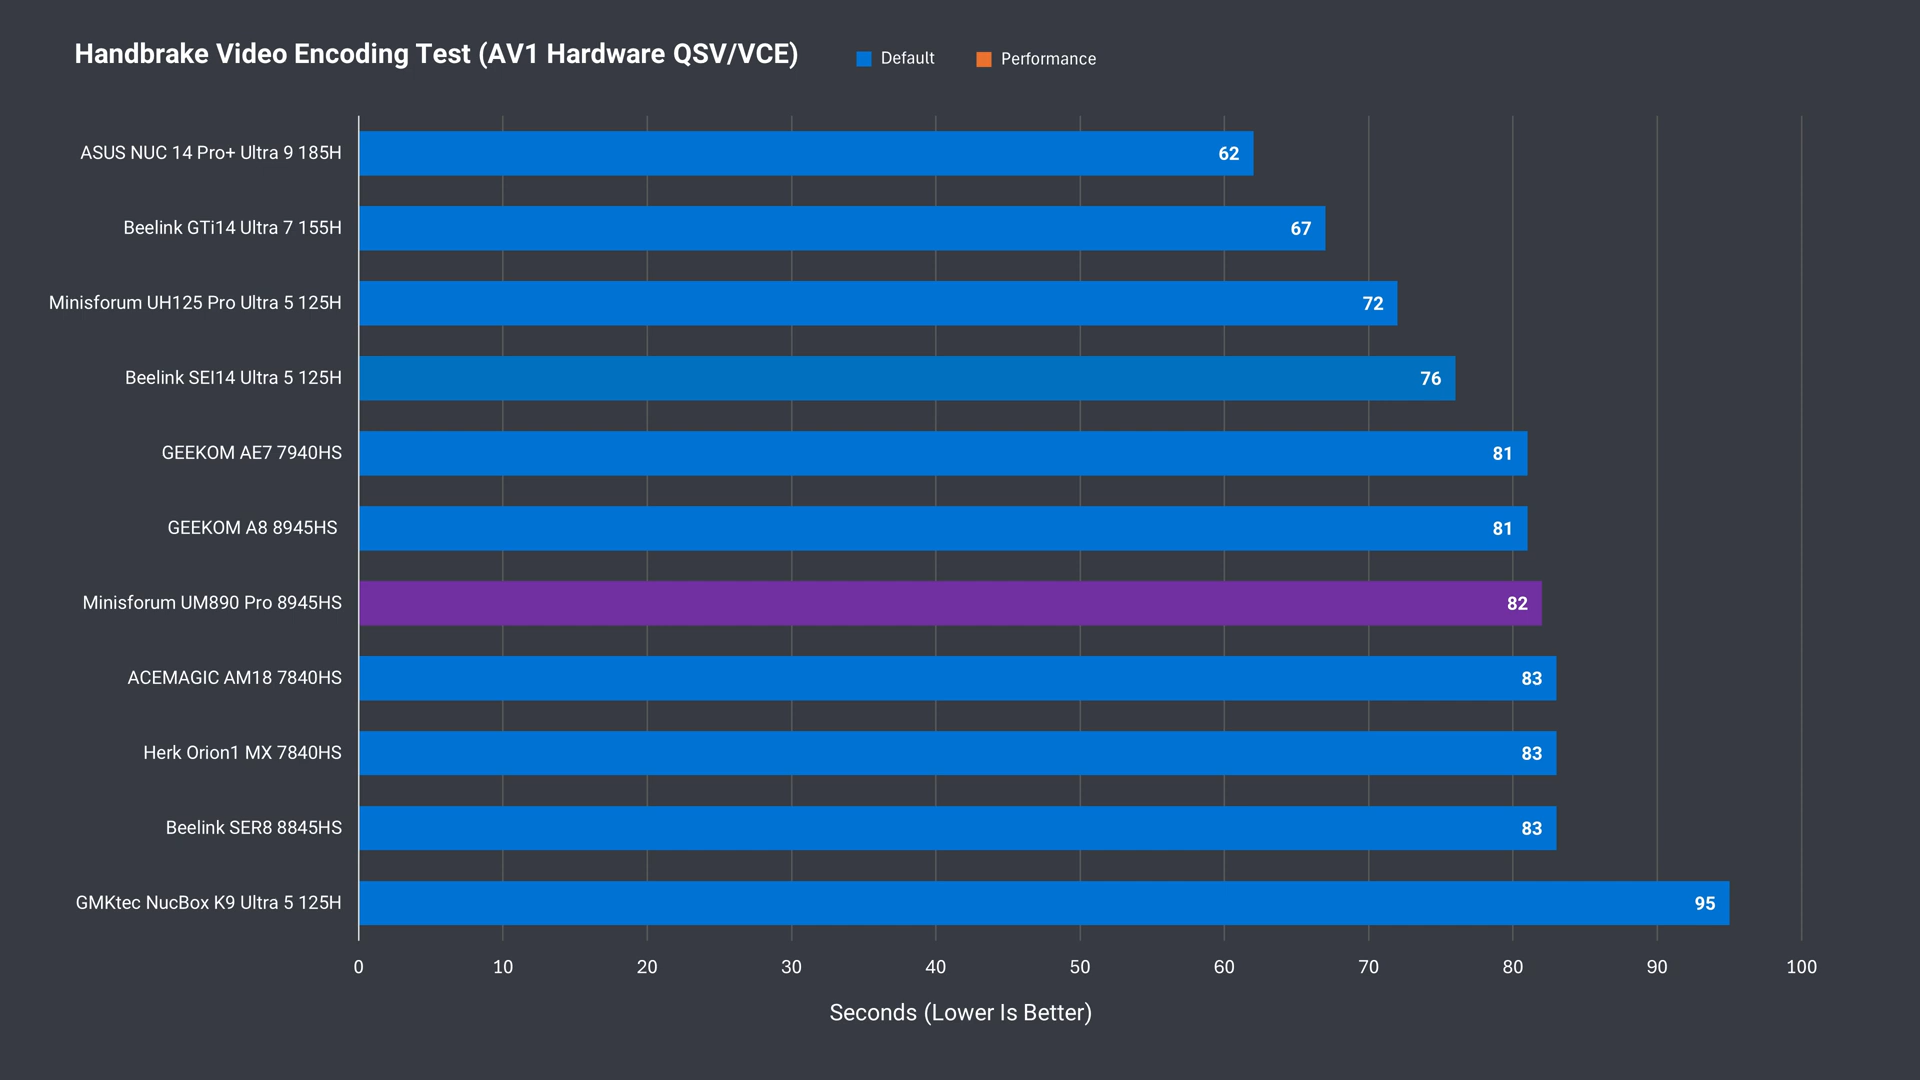 Handbrake Video Encoding Test (AV1 Hardware QSV/VCE)
Default
Performance
ASUS NUC 14 Pro+ Ultra 9 185H
62
Beelink GTi14 Ultra 7 155H
67
Minisforum UH125 Pro Ultra 5 125H
72
Beelink SEI14 Ultra 5 125H
76
GEEKOM AE7 7940HS
81
GEEKOM A8 8945HS
81
Minisforum UM890 Pro 8945HS
82
ACEMAGIC AM18 7840HS
83
Herk Orion1 MX 7840HS
83
Beelink SER8 8845HS
83
GMKtec NucBox K9 Ultra 5 125H
95
0 10 20 30 40 50 60 70 80 90 100
Seconds (Lower Is Better)